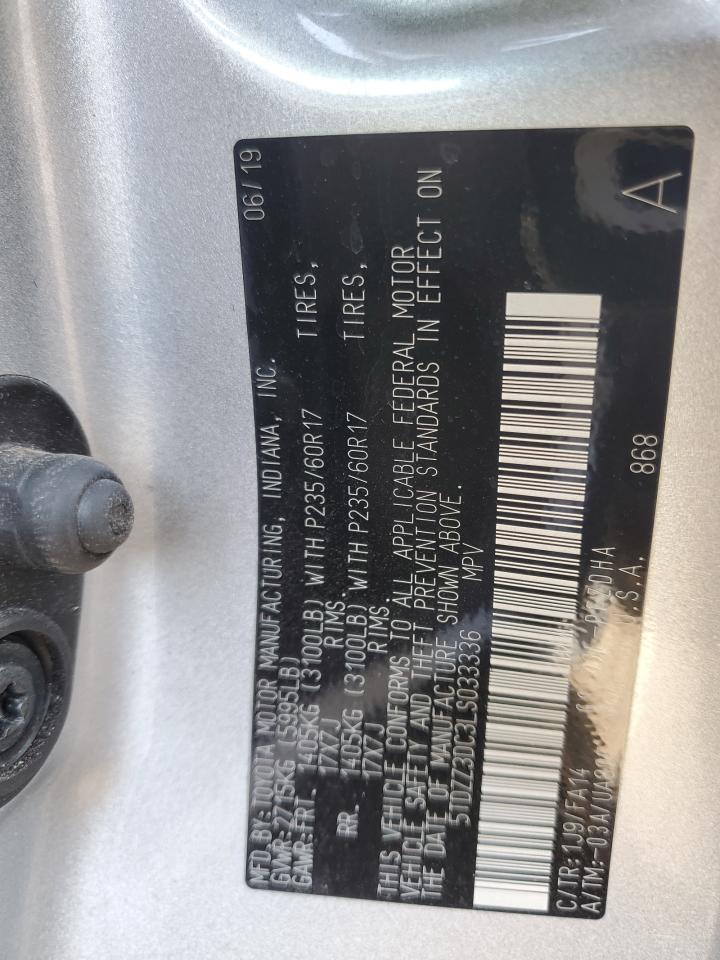 MFD. BY: TOYOTA MOTOR MANUFACTURING, INDIANA, INC. 06/19
GVWR: 2715KG (5995LB)
GAWR: FRT. 1405KG (3100LB) WITH P235/60R17 TIRES,
17X7J RIMS.
RR. 1405KG (3100LB) WITH P235/60R17 TIRES,
17X7J RIMS.
THIS VEHICLE CONFORMS TO ALL APPLICABLE FEDERAL MOTOR
VEHICLE SAFETY AND THEFT PREVENTION STANDARDS IN EFFECT ON
THE DATE OF MANUFACTURE SHOWN ABOVE.
5TDZZ3DC3LS033336 MPV
C/TR: 1J9/FA14
A/TM: -03A/
U.S.A. 868 A